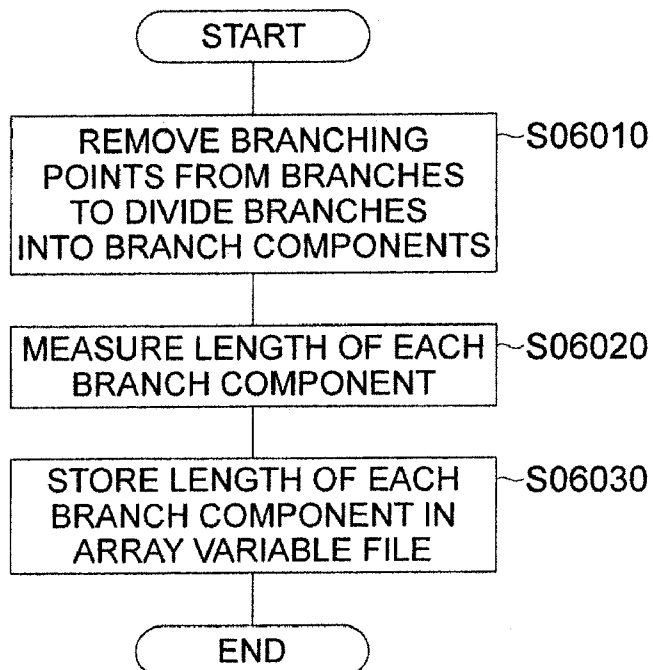 START
REMOVE BRANCHING
POINTS FROM BRANCHES
TO DIVIDE BRANCHES
INTO BRANCH COMPONENTS
~S06010
MEASURE LENGTH OF EACH
BRANCH COMPONENT
~S06020
STORE LENGTH OF EACH
BRANCH COMPONENT IN
ARRAY VARIABLE FILE
~S06030
END